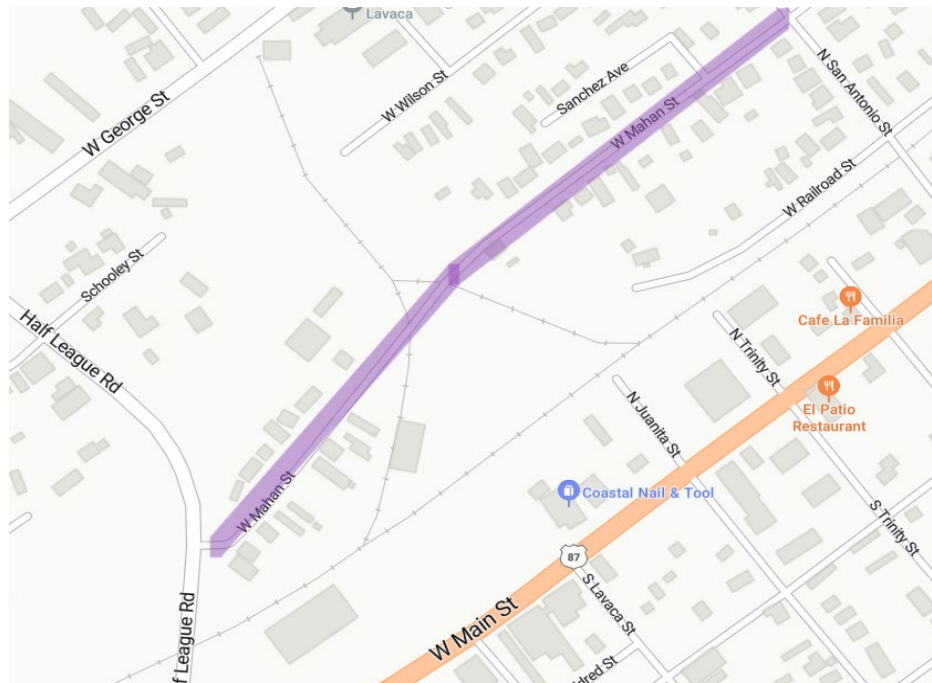 Lavaca
W George St
W Wilson St
Sanchez Ave
W Mahan St
N San Antonio St
W Railroad St
Schooley St
Half League Rd
Cafe La Familia
N Trinity St
El Patio
Restaurant
N Juanita St
W Mahan St
Coastal Nail & Tool
S Trinity St
87
S Lavaca St
W Main St
f League Rd
dred St